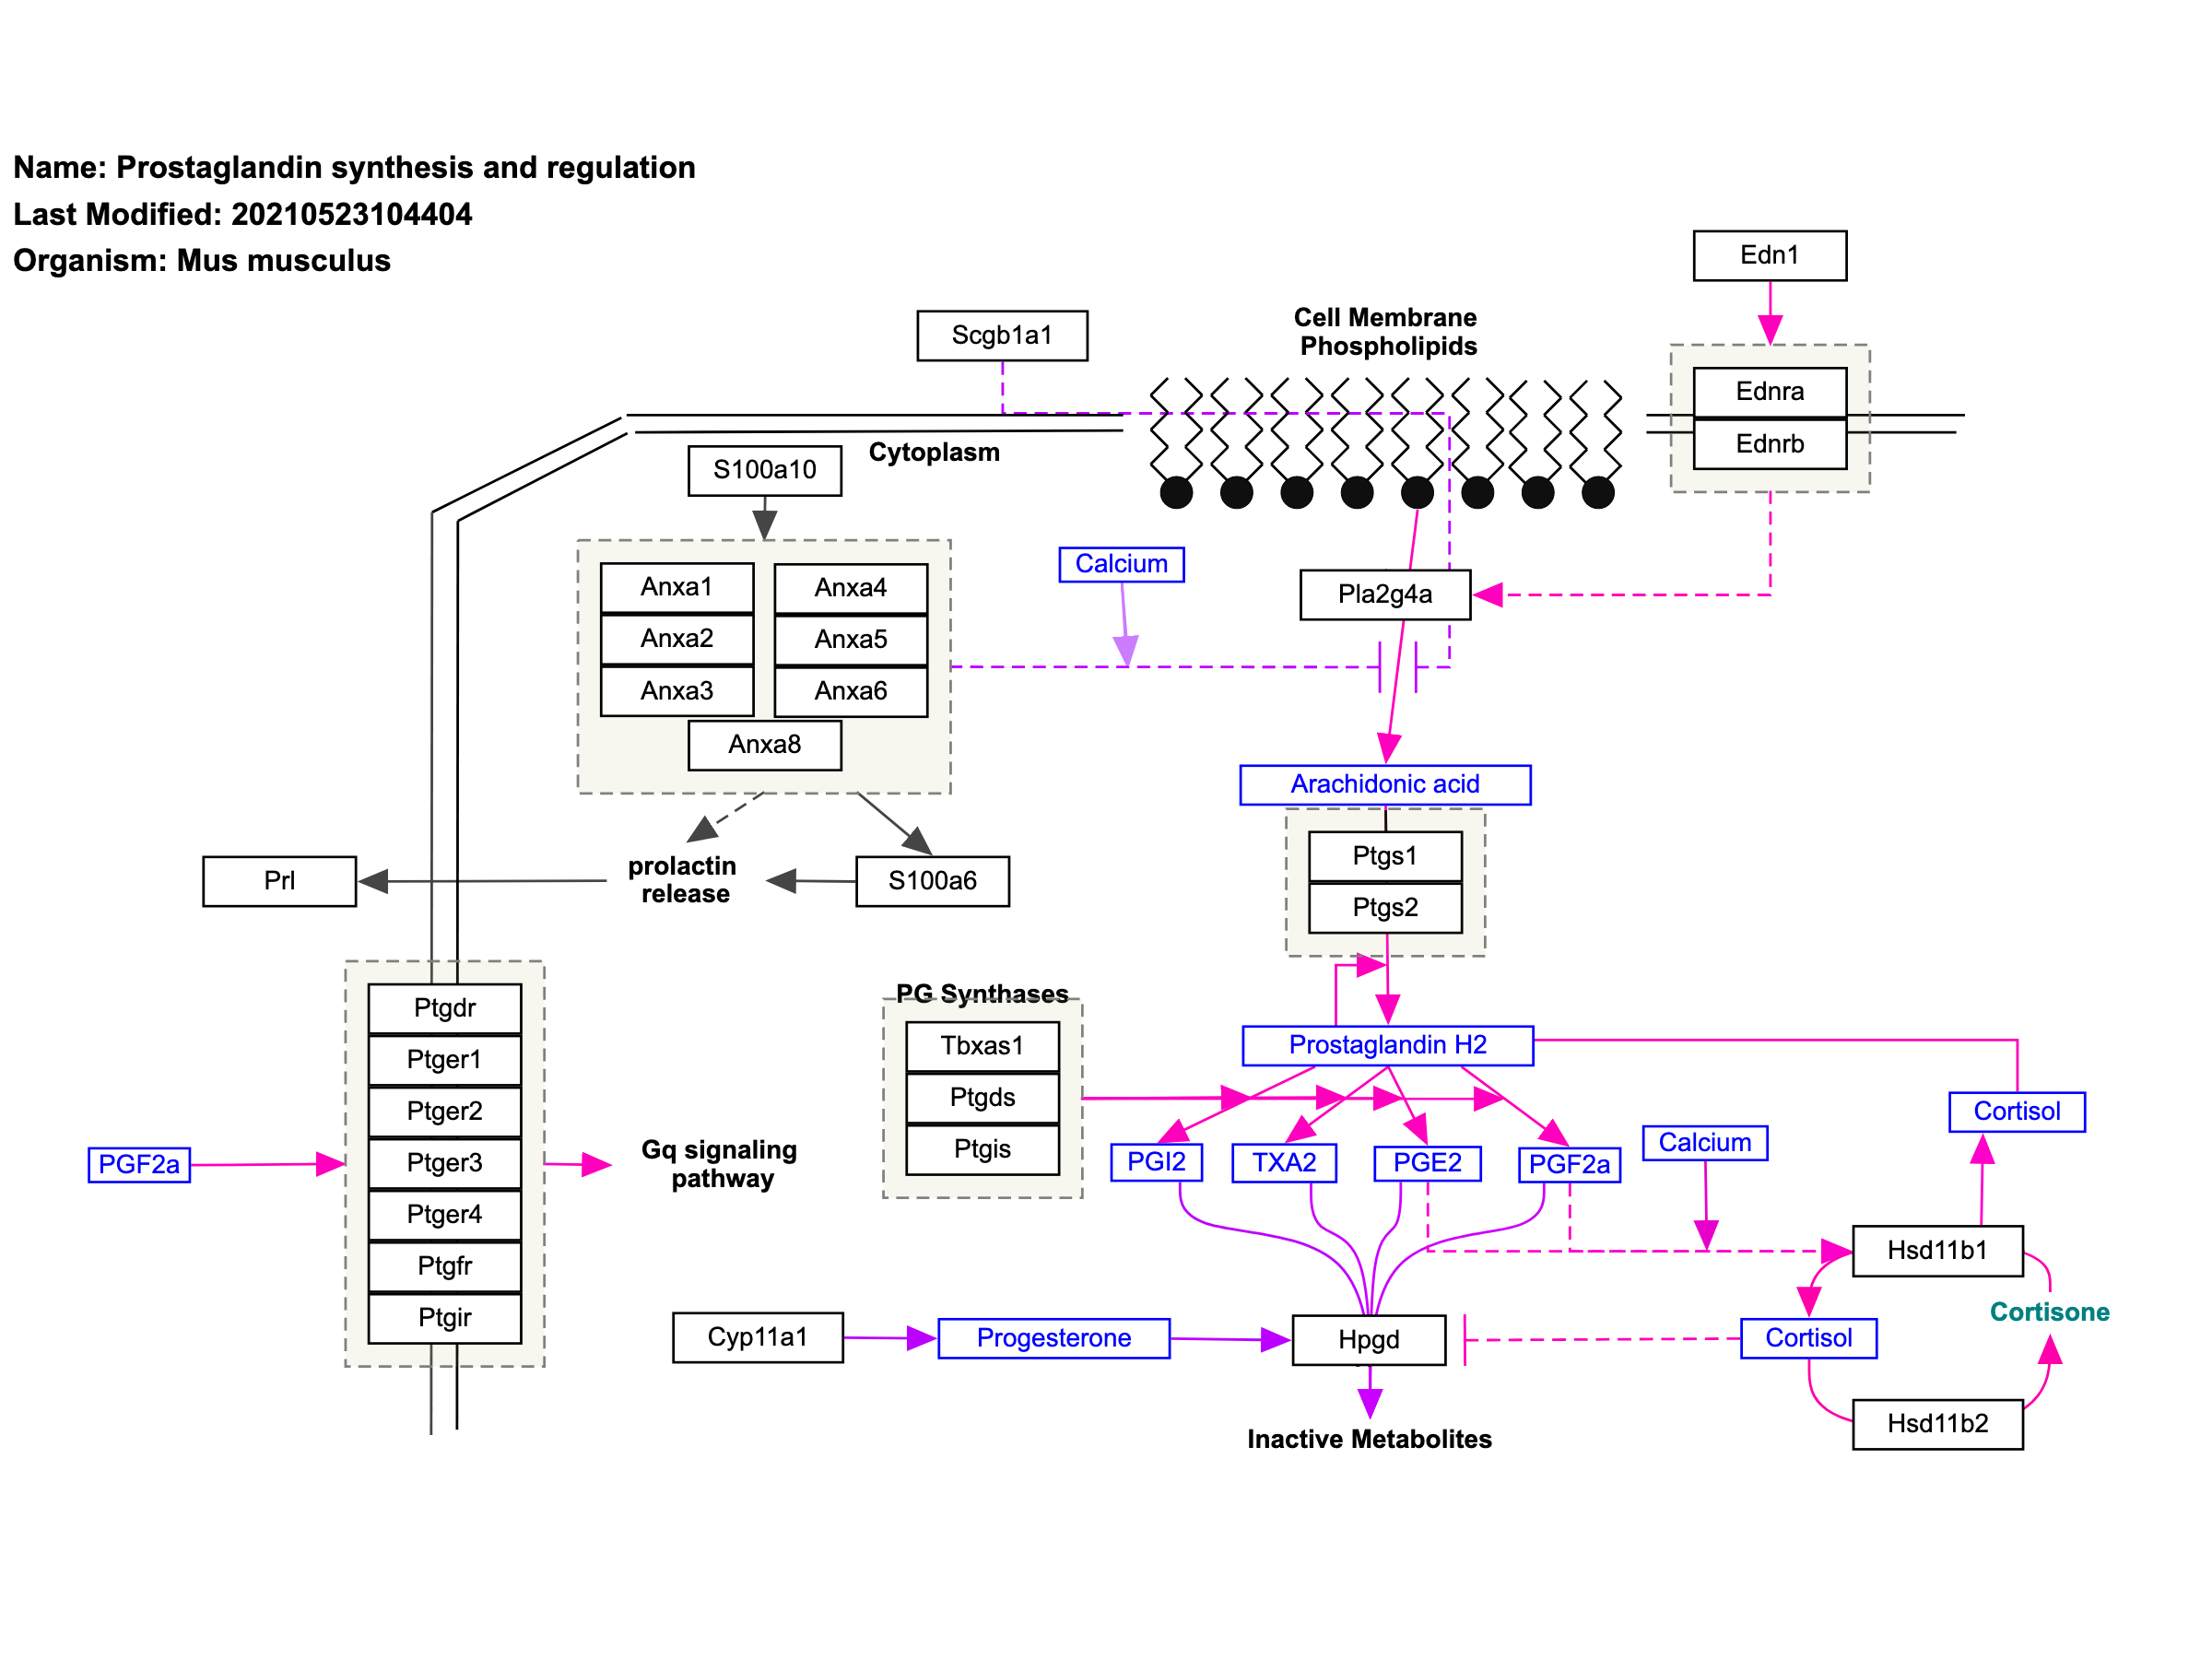 Name: Prostaglandin synthesis and regulation
Last Modified: 20210523104404
Organism: Mus musculus
Edn1
Scgb1a1
Cell Membrane
Phospholipids
Ednra
Ednrb
Cytoplasm
S100a10
Calcium
Anxa1
Anxa4
Pla2g4a
Anxa2
Anxa5
Anxa3
Anxa6
Anxa8
Arachidonic acid
Ptgs1
Ptgs2
Prl
prolactin
release
S100a6
PG Synthases
Ptgdr
Ptger1
Ptger2
Ptger3
Ptger4
Ptgfr
Ptgir
Tbxas1
Ptgds
Ptgis
Prostaglandin H2
Cortisol
PGF2a
Gq signaling
pathway
PGI2
TXA2
PGE2
PGF2a
Calcium
Hsd11b1
Cortisone
Cyp11a1
Progesterone
Hpgd
Cortisol
Hsd11b2
Inactive Metabolites